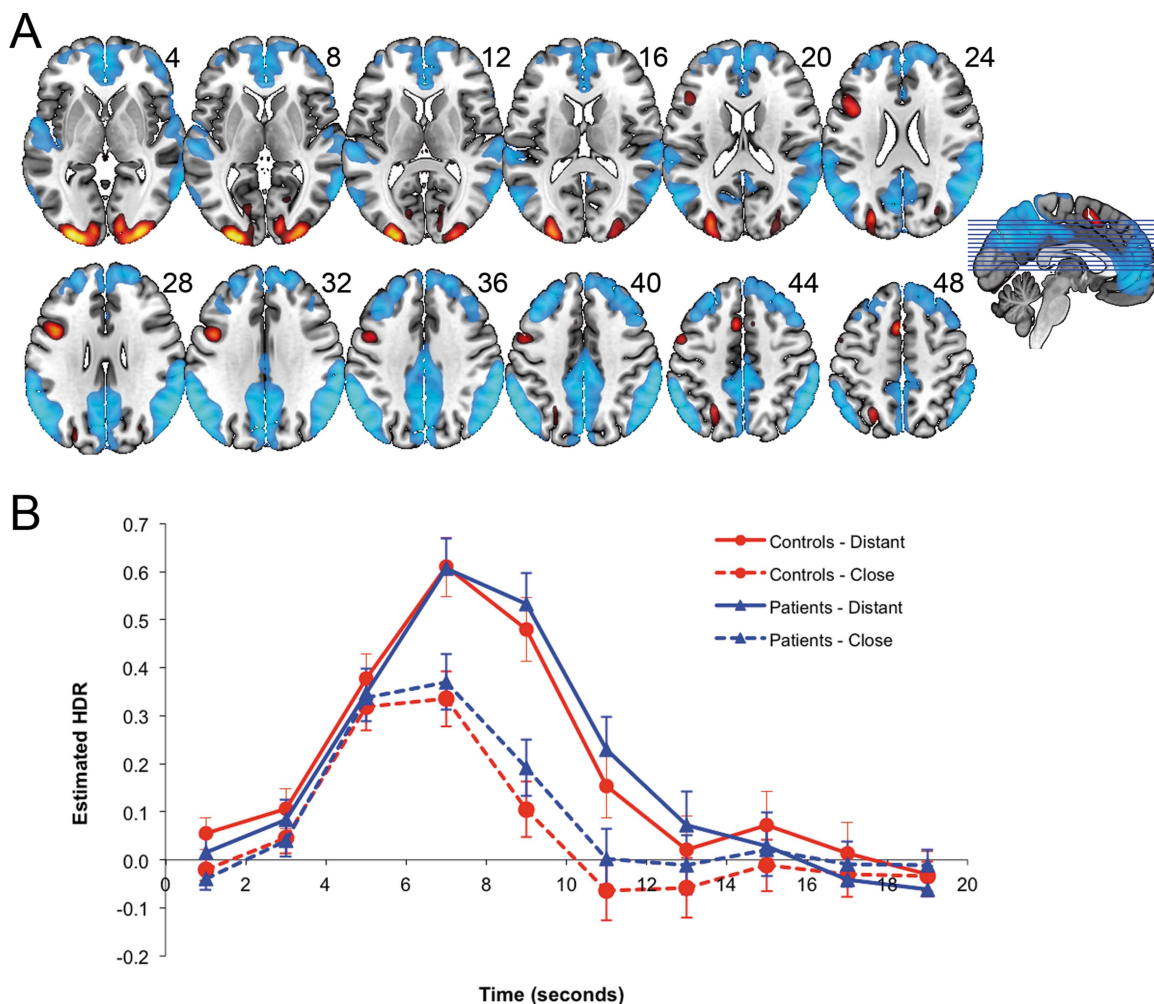 A
4
8
12
16
20
24
28
32
36
40
44
48
B
0.7
0.6
0.5
0.4
0.3
0.2
0.1
0.0
-0.1
-0.2
Estimated HDR
0 2 4 6 8 10 12 14 16 18 20
Time (seconds)
Controls - Distant
Controls - Close
Patients - Distant
Patients - Close